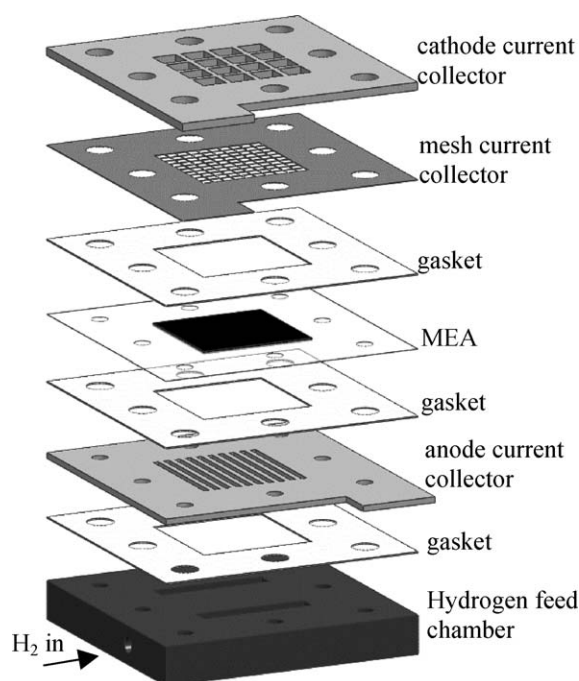 cathode current
collector
mesh current
collector
gasket
MEA
gasket
anode current
collector
gasket
Hydrogen feed
chamber
H₂ in